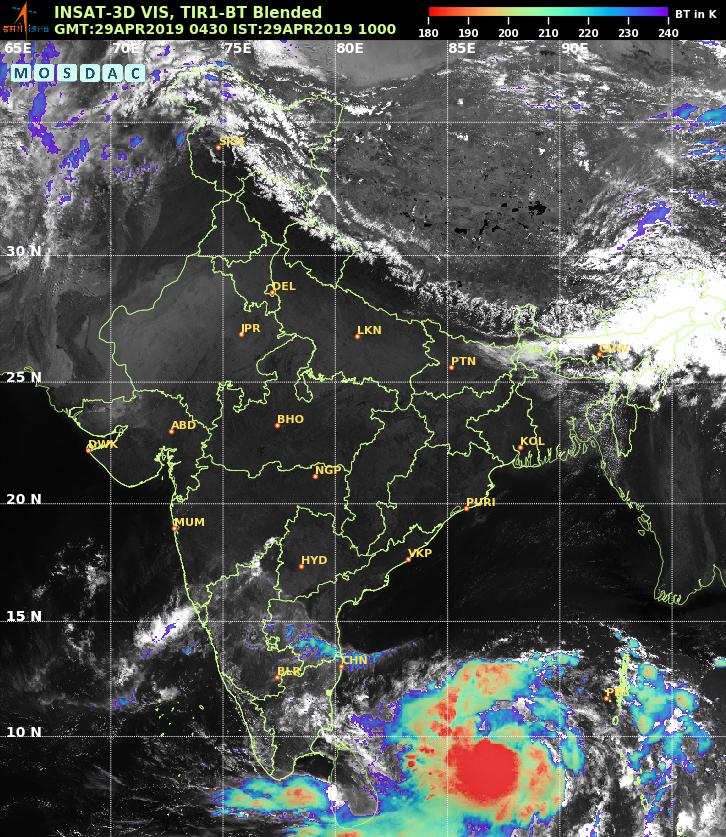 INSAT-3D VIS, TIR1-BT Blended
GMT:29APR2019 0430 IST:29APR2019 1000
BT in K
180 190 200 210 220 230 240
65E 70E 75E 80E 85E 90E
MOSDAC
SRN
30 N
DEL
JPR
LKN
PTN
GUW
25 N
ABD
BHO
DWK
KOL
NGP
20 N
PURI
MUM
VKP
HYD
15 N
CHN
BLR
10 N